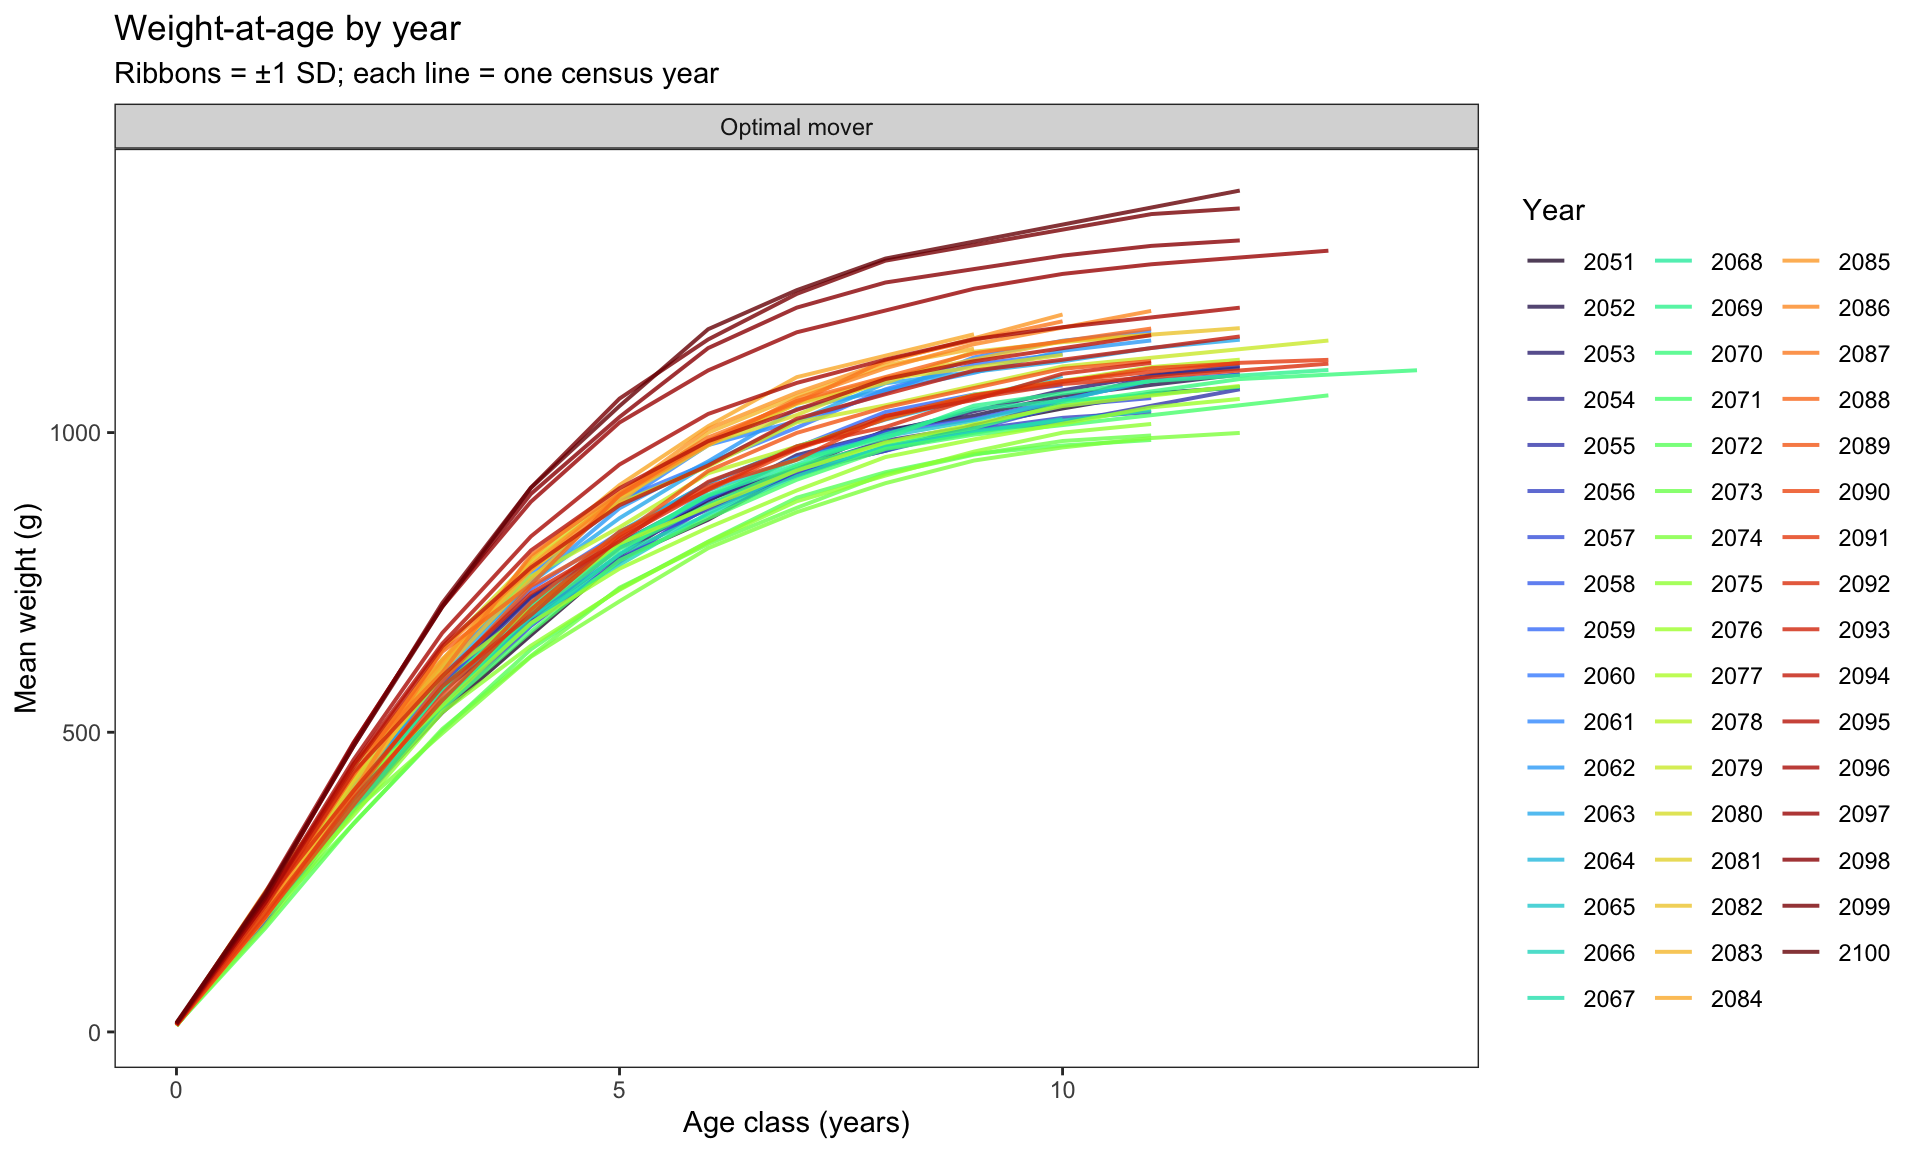 Weight-at-age by year
Ribbons = ±1 SD; each line = one census year
Optimal mover
Mean weight (g)
1000
500
0
0 5 10
Age class (years)
Year
2051 2068 2085
2052 2069 2086
2053 2070 2087
2054 2071 2088
2055 2072 2089
2056 2073 2090
2057 2074 2091
2058 2075 2092
2059 2076 2093
2060 2077 2094
2061 2078 2095
2062 2079 2096
2063 2080 2097
2064 2081 2098
2065 2082 2099
2066 2083 2100
2067 2084